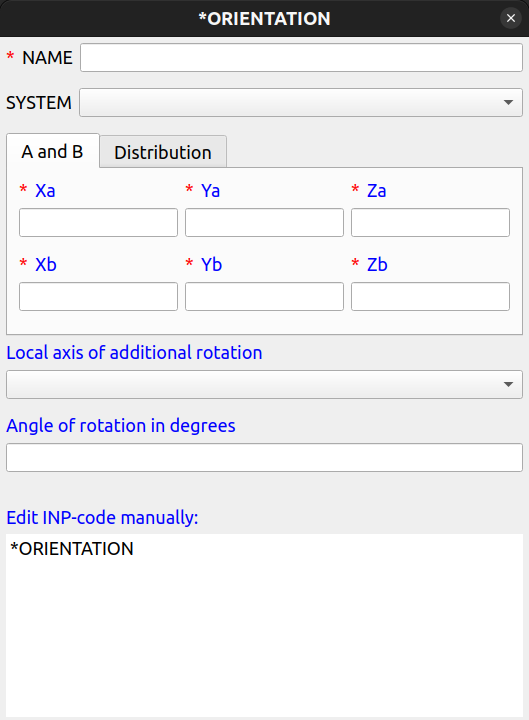 *ORIENTATION
* NAME
SYSTEM
A and B Distribution
* Xa * Ya * Za
* Xb * Yb * Zb
Local axis of additional rotation
Angle of rotation in degrees
Edit INP-code manually:
*ORIENTATION